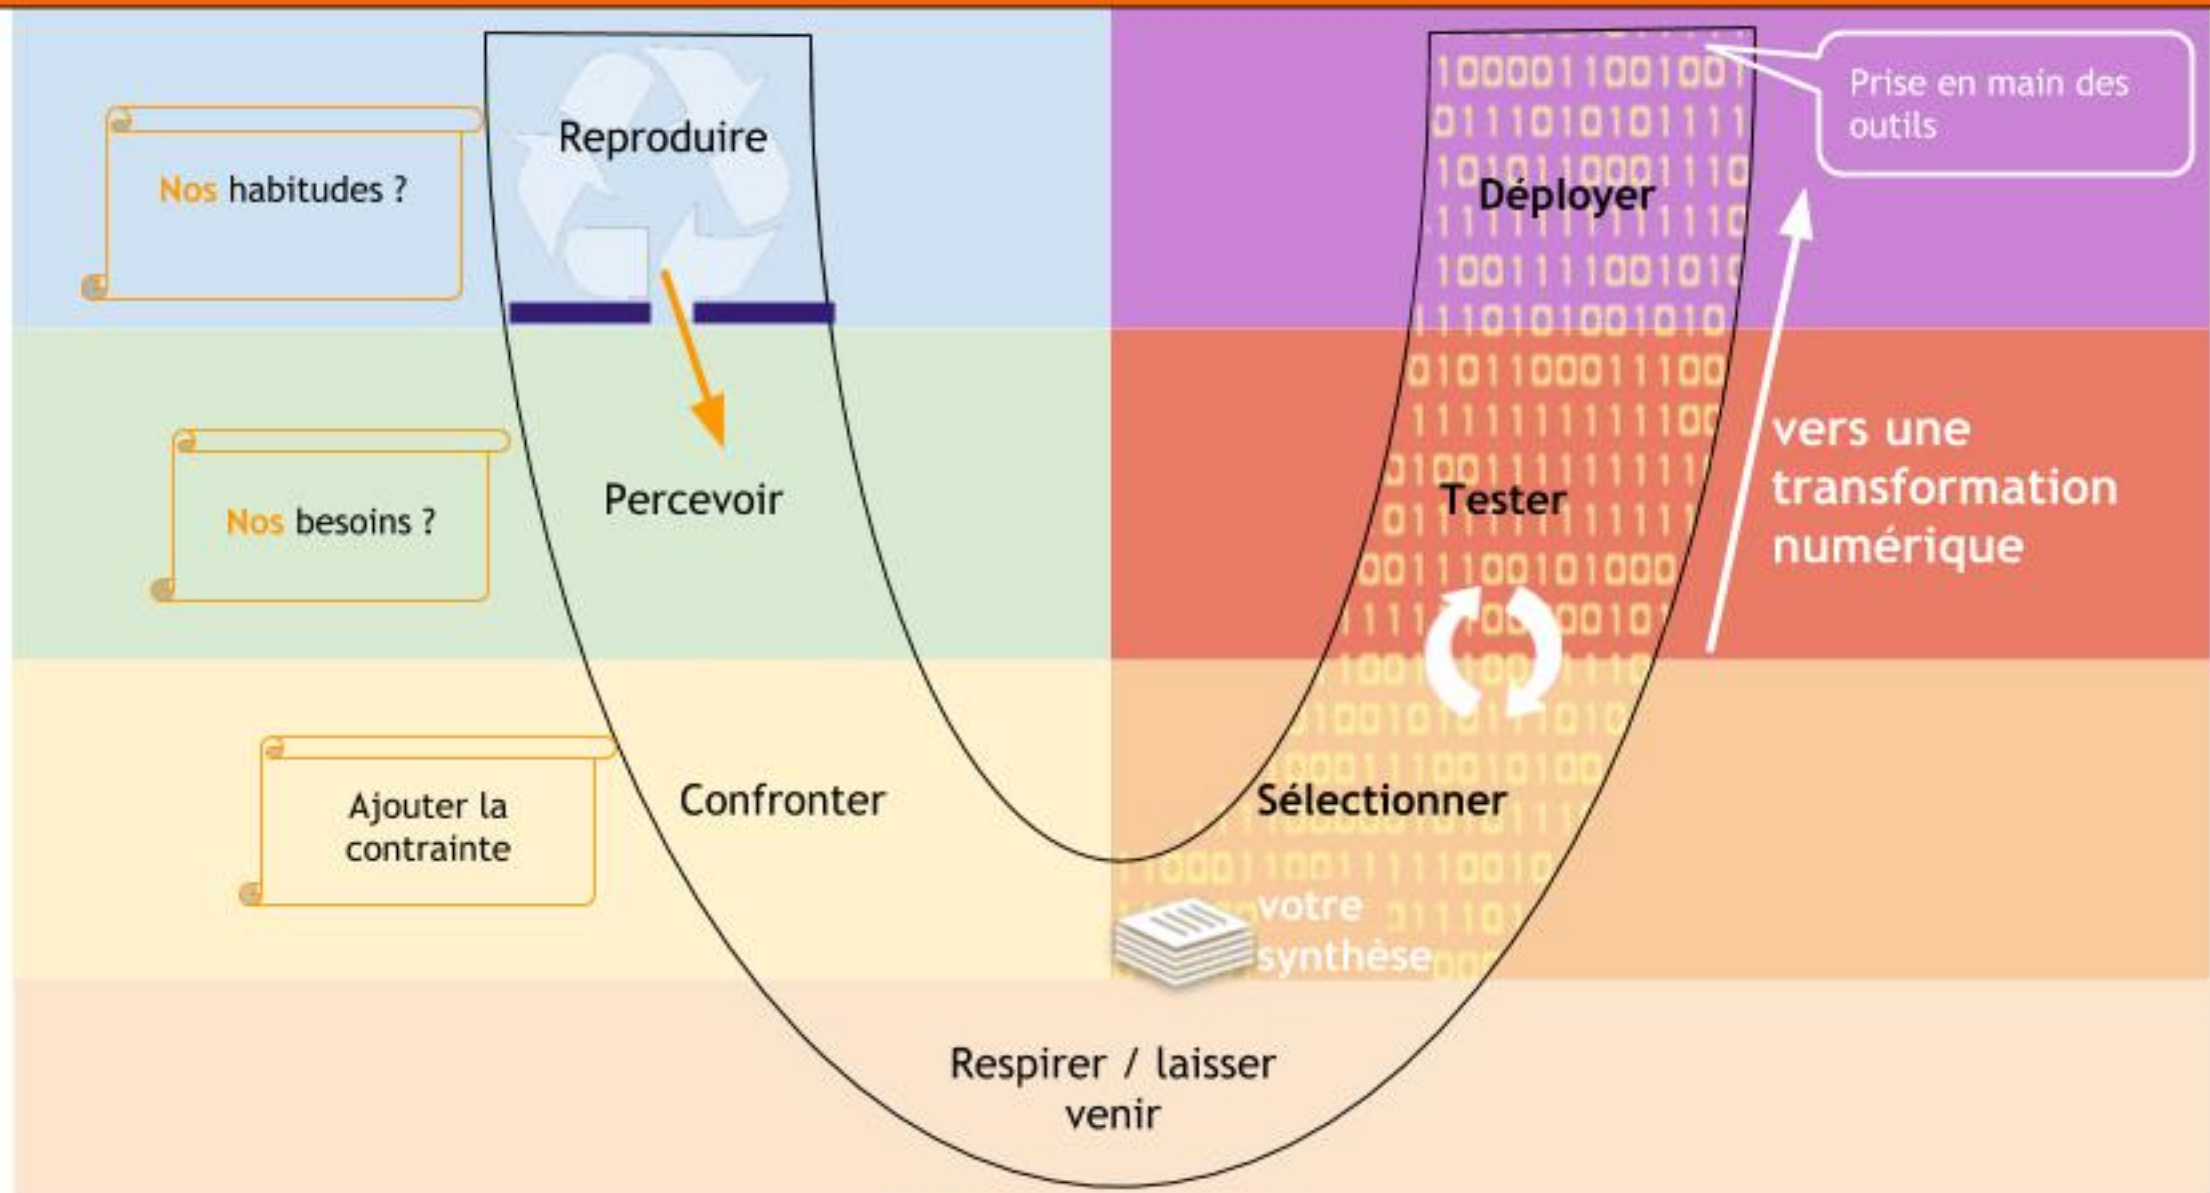 Nos habitudes ?
Reproduire
Nos besoins ?
Percevoir
Ajouter la
contrainte
Confronter
Respirer / laisser
venir
votre
synthèse
Sélectionner
Tester
Déployer
Prise en main des
outils
vers une
transformation
numérique